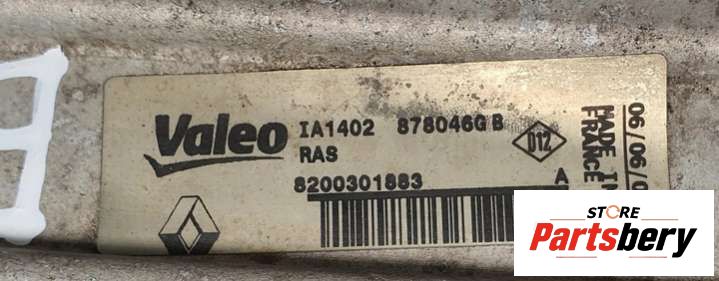 Valeo
IA1402 878046G B
RAS
8200301883
D12
MADE IN
FRANCE
06/06/0
A
STORE
Partsbery